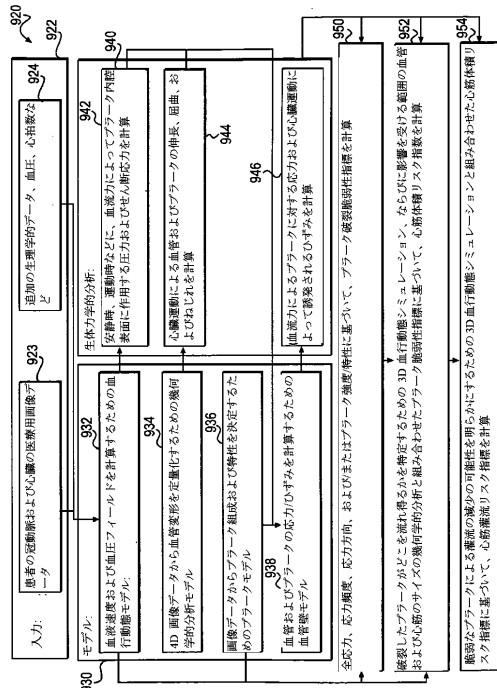 920
922
入力:
923
患者の冠動脈および心臓の医療用画像デ
ータ
924
追加の生理学的データ、血圧、心拍数な
ど
930
モデル:
932
血液速度および血圧フィールドを計算するための血
行動態モデル
934
4D 画像データから血管変形を定量化するための幾何
学的分析モデル
936
画像データからプラーク組成および特性を決定するた
めのプラークモデル
938
血管およびプラークの応力/ひずみを計算するための
血管壁モデル
940
生体力学的分析:
942
安静時、運動時などに、血流力によってプラーク内腔
表面に作用する圧力およびせん断応力を計算
944
心臓運動による血管およびプラークの伸長、屈曲、お
よびねじれを計算
946
血流力によるプラークに対する応力および心臓運動に
よって誘発されるひずみを計算
950
全応力、応力頻度、応力方向、および/またはプラーク強度/特性に基づいて、プラーク破裂脆弱性指標を計算
952
破裂したプラークがどこを流れ得るかを特定するための 3D 血行動態シミュレーション、ならびに影響を受ける範囲の血管
および心筋のサイズの幾何学的分析と組み合わせたプラーク脆弱性指標に基づいて、心筋体積リスク指数を計算
954
脆弱なプラークによる灌流の減少の可能性を明らかにするための 3D 血行動態シミュレーションと組み合わせた心筋体積リ
スク指標に基づいて、心筋灌流リスク指標を計算